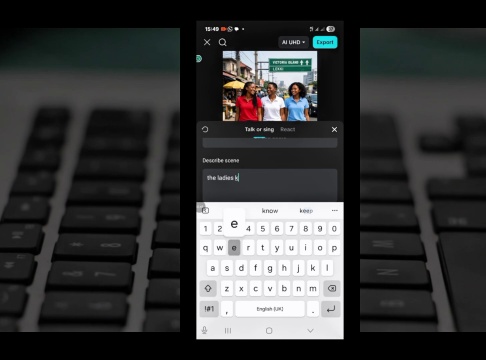 15:49
AI UHD
Export
VICTORIA ISLAND
LEKKI
Talk or sing React
Describe scene
the ladies k
know keep
e
1 2 4 5 6 7 8 9 0
q w e r t y u i o p
a s d f g h j k l
z x c v b n m
!#1 , English (UK) .